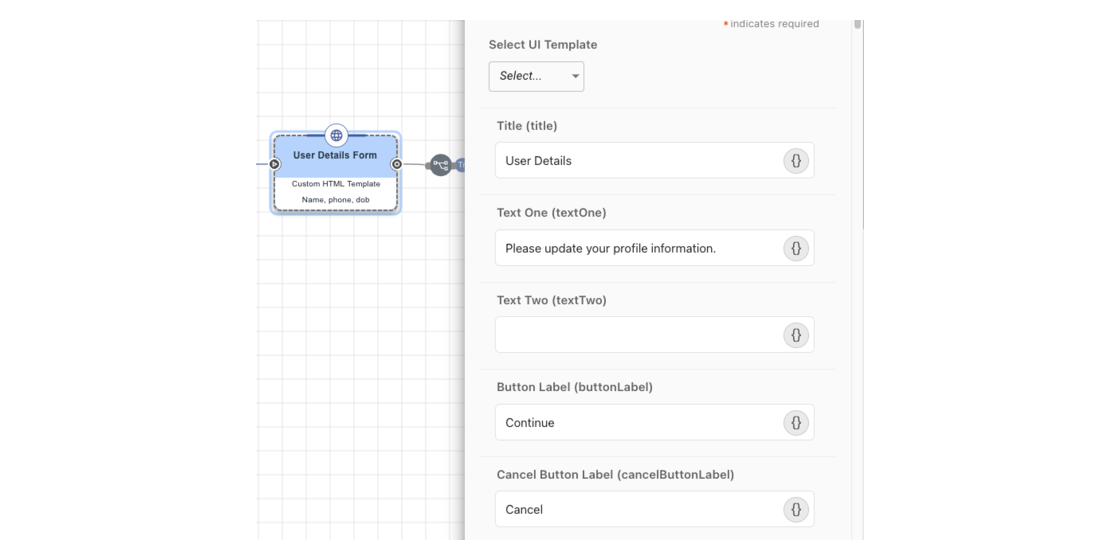 * indicates required
Select UI Template
Select...
Title (title)
User Details
{}
Text One (textOne)
Please update your profile information.
{}
Text Two (textTwo)
{}
Button Label (buttonLabel)
Continue
{}
Cancel Button Label (cancelButtonLabel)
Cancel
{}
User Details Form
Custom HTML Template
Name, phone, dob